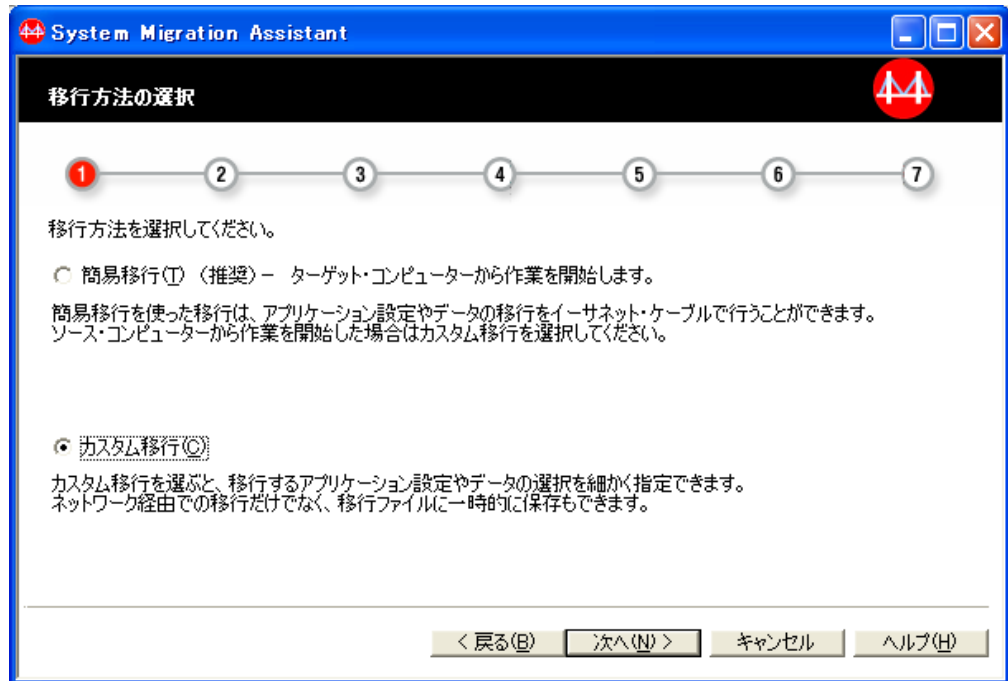 System Migration Assistant
移行方法の選択
1 2 3 4 5 6 7
移行方法を選択してください。
簡易移行(T) (推奨) － ターゲット・コンピューターから作業を開始します。
簡易移行を使った移行は、アプリケーション設定やデータの移行をイーサネット・ケーブルで行うことができます。
ソース・コンピューターから作業を開始した場合はカスタム移行を選択してください。
カスタム移行(C)
カスタム移行を選ぶと、移行するアプリケーション設定やデータの選択を細かく指定できます。
ネットワーク経由での移行だけでなく、移行ファイルに一時的に保存もできます。
< 戻る(B) 次へ(N) > キャンセル ヘルプ(H)